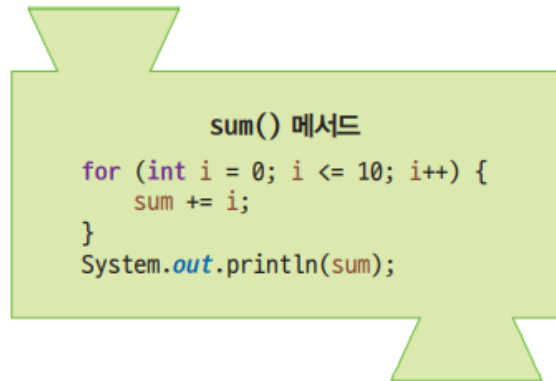 sum() 메서드
for (int i = 0; i <= 10; i++) {
    sum += i;
}
System.out.println(sum);